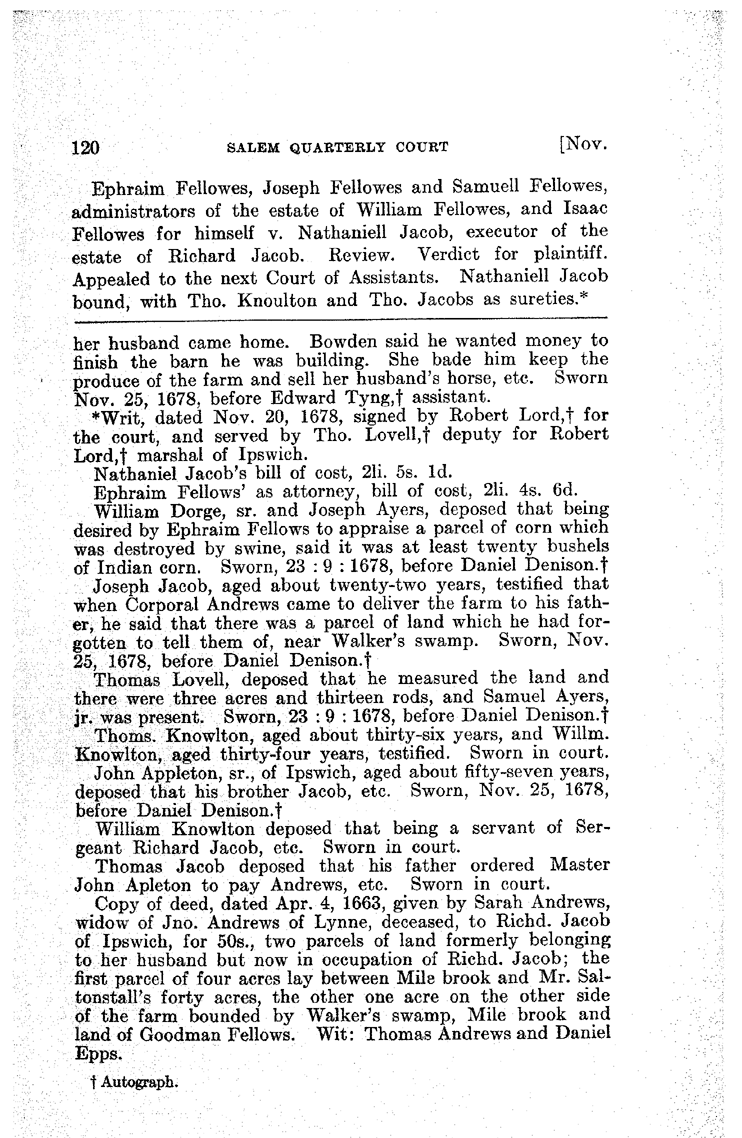 120 SALEM QUARTERLY COURT [Nov.
Ephraim Fellowes, Joseph Fellowes and Samuell Fellowes,
administrators of the estate of William Fellowes, and Isaac
Fellowes for himself v. Nathaniell Jacob, executor of the
estate of Richard Jacob. Review. Verdict for plaintiff.
Appealed to the next Court of Assistants. Nathaniell Jacob
bound, with Tho. Knoulton and Tho. Jacobs as sureties.*
her husband came home. Bowden said he wanted money to
finish the barn he was building. She bade him keep the
produce of the farm and sell her husband's horse, etc. Sworn
Nov. 25, 1678, before Edward Tyng,† assistant.
*Writ, dated Nov. 20, 1678, signed by Robert Lord,† for
the court, and served by Tho. Lovell,† deputy for Robert
Lord,† marshal of Ipswich.
Nathaniel Jacob's bill of cost, 2li. 5s. 1d.
Ephraim Fellows' as attorney, bill of cost, 2li. 4s. 6d.
William Dorge, sr. and Joseph Ayers, deposed that being
desired by Ephraim Fellows to appraise a parcel of corn which
was destroyed by swine, said it was at least twenty bushels
of Indian corn. Sworn, 23 : 9 : 1678, before Daniel Denison.†
Joseph Jacob, aged about twenty-two years, testified that
when Corporal Andrews came to deliver the farm to his fath-
er, he said that there was a parcel of land which he had for-
gotten to tell them of, near Walker's swamp. Sworn, Nov.
25, 1678, before Daniel Denison.†
Thomas Lovell, deposed that he measured the land and
there were three acres and thirteen rods, and Samuel Ayers,
jr. was present. Sworn, 23 : 9 : 1678, before Daniel Denison.†
Thoms. Knowlton, aged about thirty-six years, and Willm.
Knowlton, aged thirty-four years, testified. Sworn in court.
John Appleton, sr., of Ipswich, aged about fifty-seven years,
deposed that his brother Jacob, etc. Sworn, Nov. 25, 1678,
before Daniel Denison.†
William Knowlton deposed that being a servant of Ser-
geant Richard Jacob, etc. Sworn in court.
Thomas Jacob deposed that his father ordered Master
John Apleton to pay Andrews, etc. Sworn in court.
Copy of deed, dated Apr. 4, 1663, given by Sarah Andrews,
widow of Jno. Andrews of Lynne, deceased, to Richd. Jacob
of Ipswich, for 50s., two parcels of land formerly belonging
to her husband but now in occupation of Richd. Jacob; the
first parcel of four acres lay between Mile brook and Mr. Sal-
tonstall's forty acres, the other one acre on the other side
of the farm bounded by Walker's swamp, Mile brook and
land of Goodman Fellows. Wit: Thomas Andrews and Daniel
Epps.
† Autograph.